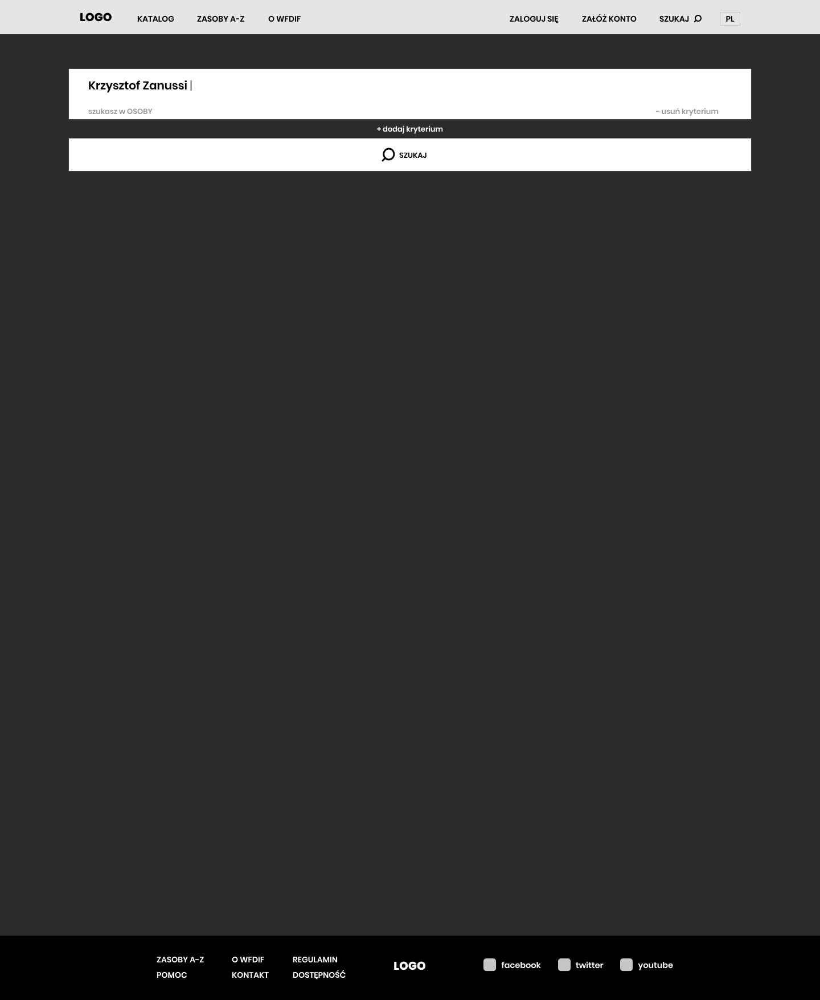 LOGO KATALOG ZASOBY A-Z O WFDIF ZALOGUJ SIĘ ZAŁÓŻ KONTO SZUKAJ PL
Krzysztof Zanussi |
szukasz w OSOBY - usuń kryterium
+ dodaj kryterium
SZUKAJ
ZASOBY A-Z O WFDIF REGULAMIN
POMOC KONTAKT DOSTĘPNOŚĆ
LOGO
facebook twitter youtube